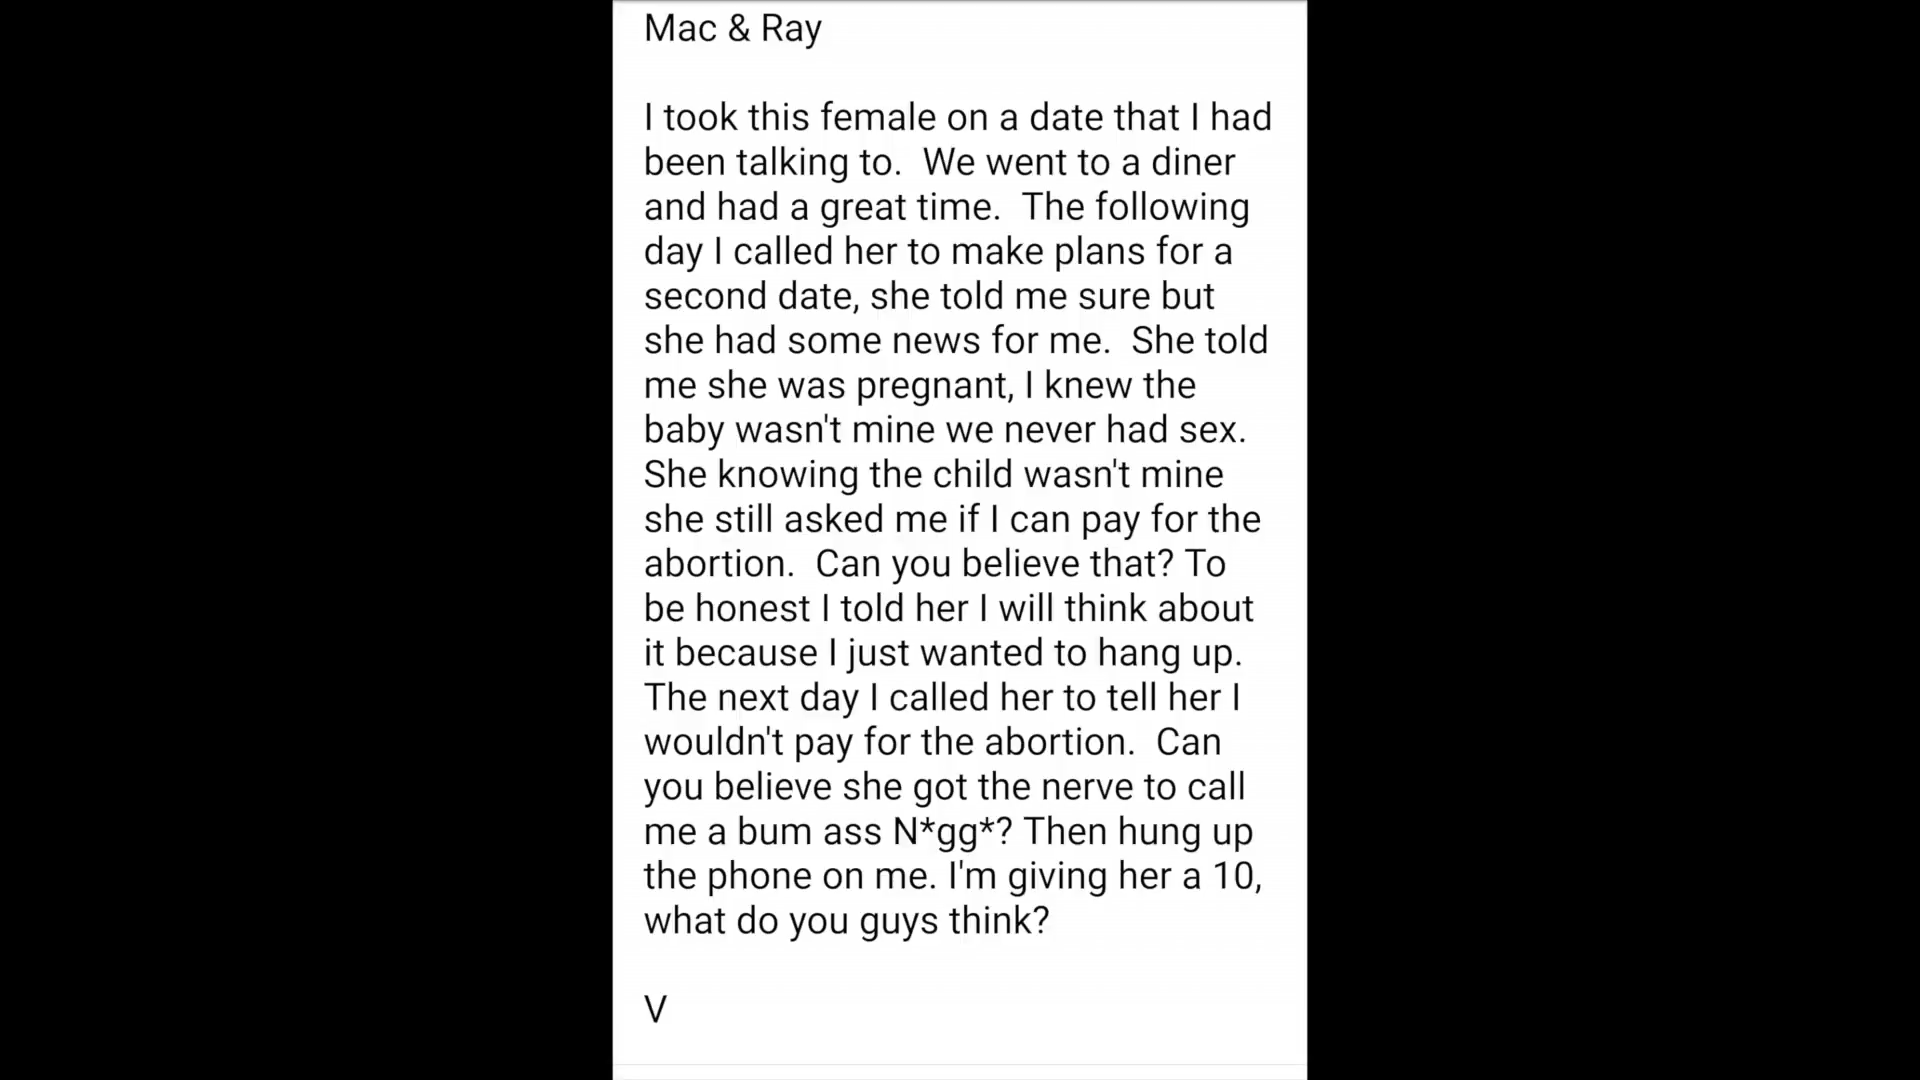 Mac & Ray
I took this female on a date that I had
been talking to.  We went to a diner
and had a great time.  The following
day I called her to make plans for a
second date, she told me sure but
she had some news for me.  She told
me she was pregnant, I knew the
baby wasn't mine we never had sex.
She knowing the child wasn't mine
she still asked me if I can pay for the
abortion.  Can you believe that? To
be honest I told her I will think about
it because I just wanted to hang up.
The next day I called her to tell her I
wouldn't pay for the abortion.  Can
you believe she got the nerve to call
me a bum ass N*gg*? Then hung up
the phone on me. I'm giving her a 10,
what do you guys think?
V